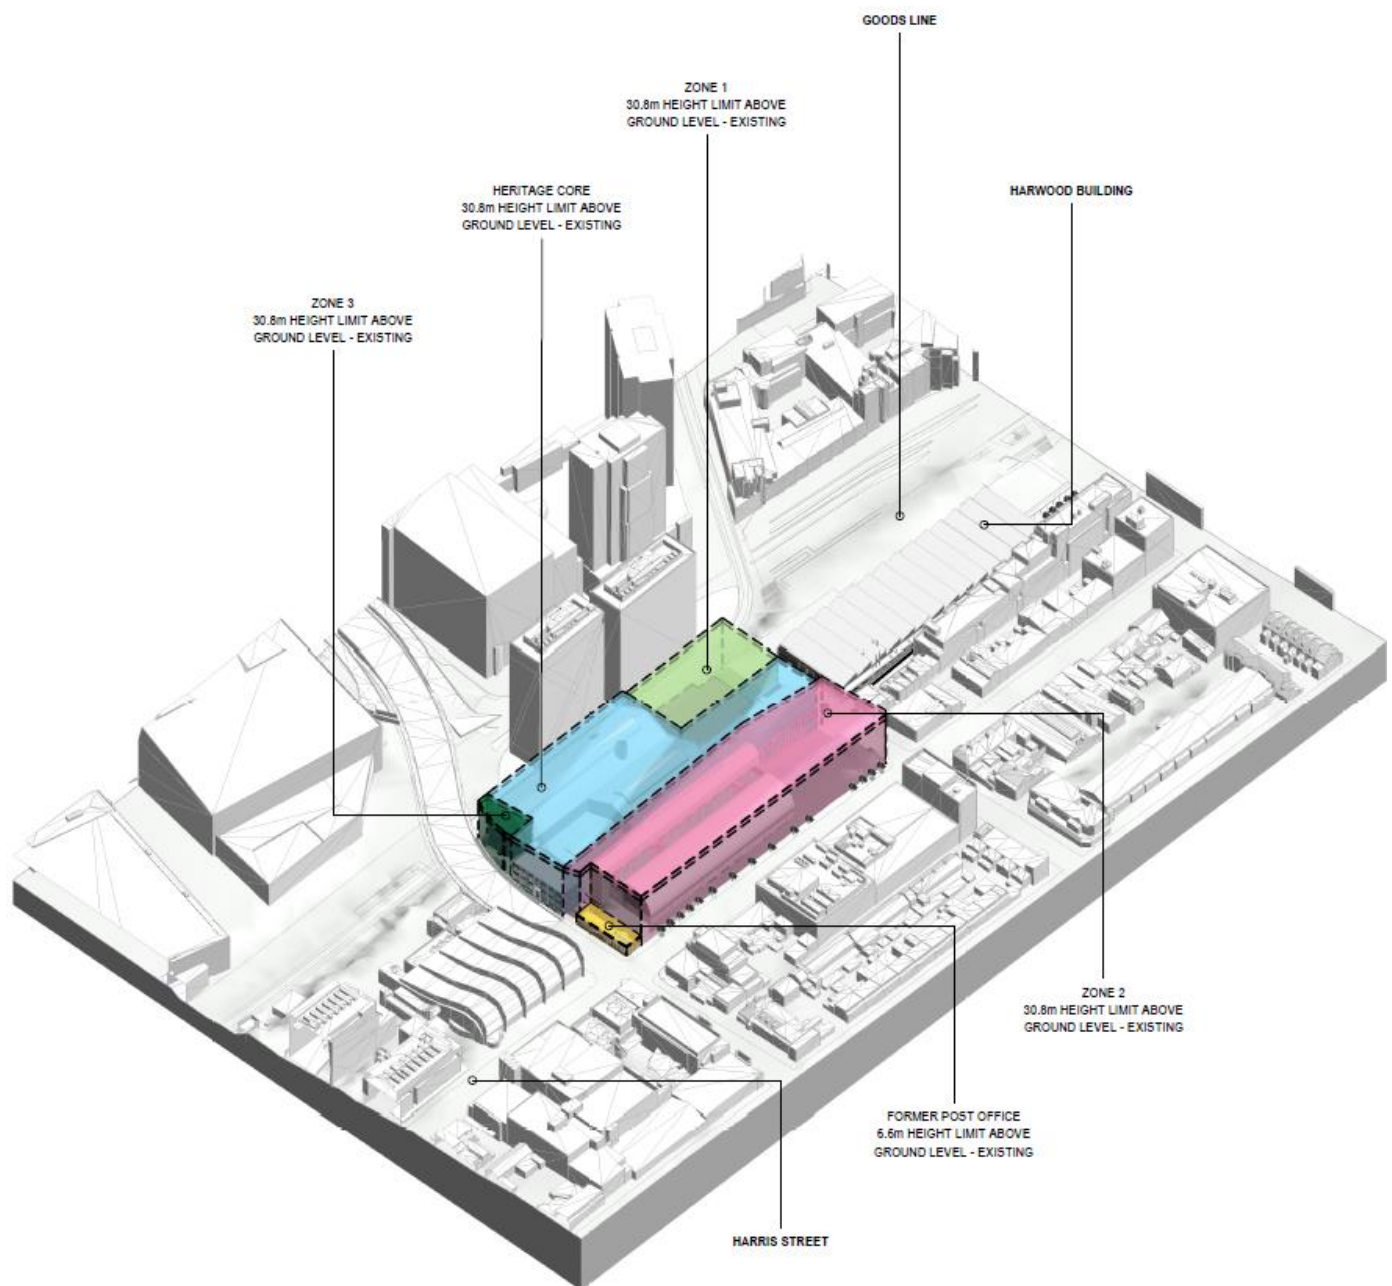 GOODS LINE
ZONE 1
30.8m HEIGHT LIMIT ABOVE
GROUND LEVEL - EXISTING
HERITAGE CORE
30.8m HEIGHT LIMIT ABOVE
GROUND LEVEL - EXISTING
HARWOOD BUILDING
ZONE 3
30.8m HEIGHT LIMIT ABOVE
GROUND LEVEL - EXISTING
ZONE 2
30.8m HEIGHT LIMIT ABOVE
GROUND LEVEL - EXISTING
FORMER POST OFFICE
6.6m HEIGHT LIMIT ABOVE
GROUND LEVEL - EXISTING
HARRIS STREET